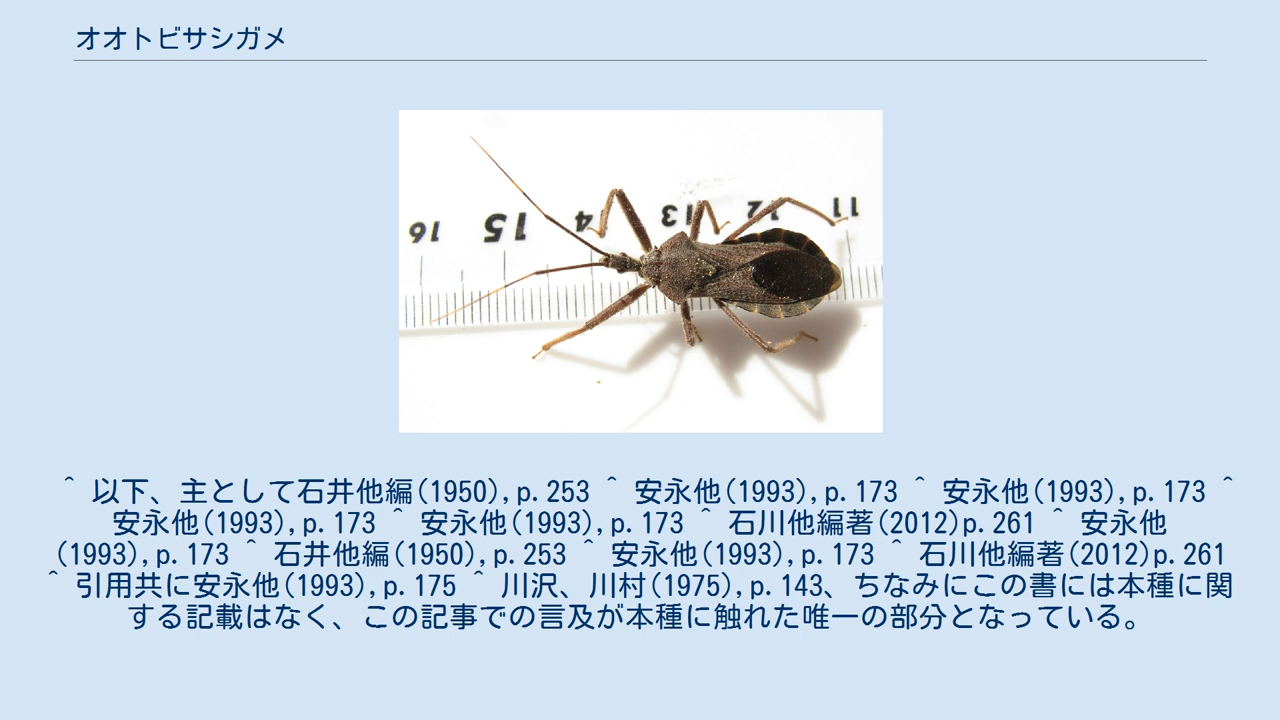 オオトビサシガメ
16 15 14 13 12 11
＾ 以下、主として石井他編(1950),p.253 ＾ 安永他(1993),p.173 ＾ 安永他(1993),p.173 ＾
安永他(1993),p.173 ＾ 安永他(1993),p.173 ＾ 石川他編著(2012)p.261 ＾ 安永他
(1993),p.173 ＾ 石井他編(1950),p.253 ＾ 安永他(1993),p.173 ＾ 石川他編著(2012)p.261
＾ 引用共に安永他(1993),p.175 ＾ 川沢、川村(1975),p.143、ちなみにこの書には本種に関
する記載はなく、この記事での言及が本種に触れた唯一の部分となっている。